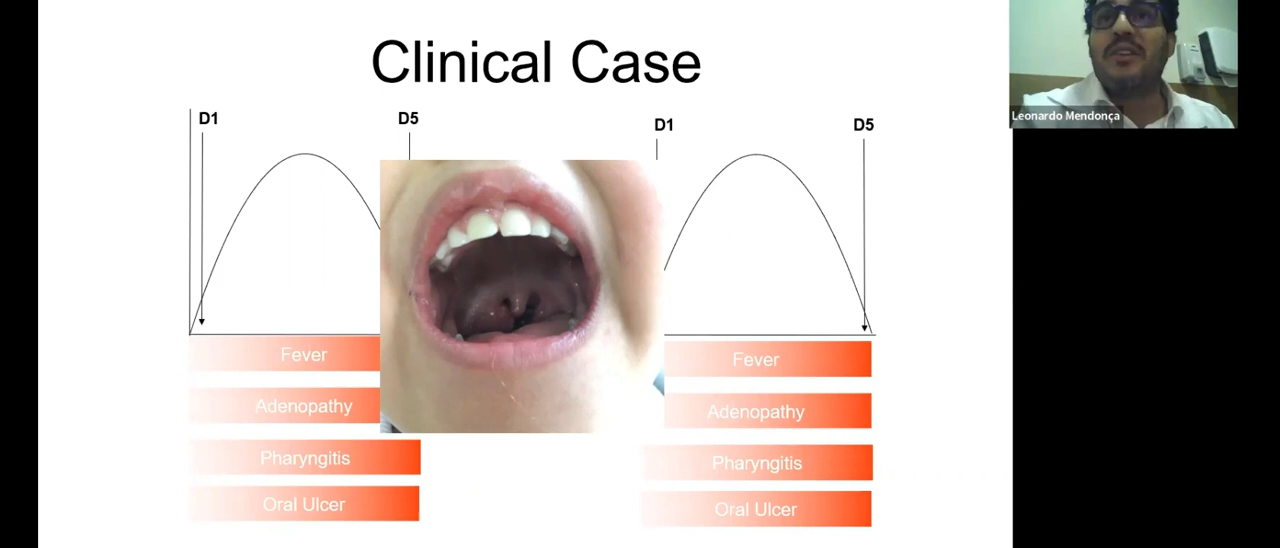 Clinical Case
Leonardo Mendonça
D1
D5
D1
D5
Fever
Adenopathy
Pharyngitis
Oral Ulcer
Fever
Adenopathy
Pharyngitis
Oral Ulcer